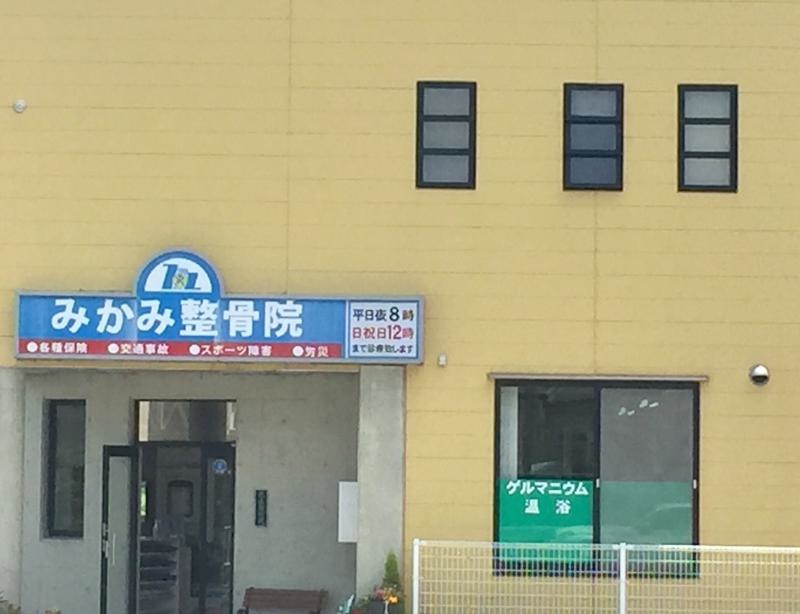 みかみ整骨院
●各種保険 ●交通事故 ●スポーツ障害 ●労災
平日夜8時
日祝日12時
まで診療致します
ゲルマニウム
温浴